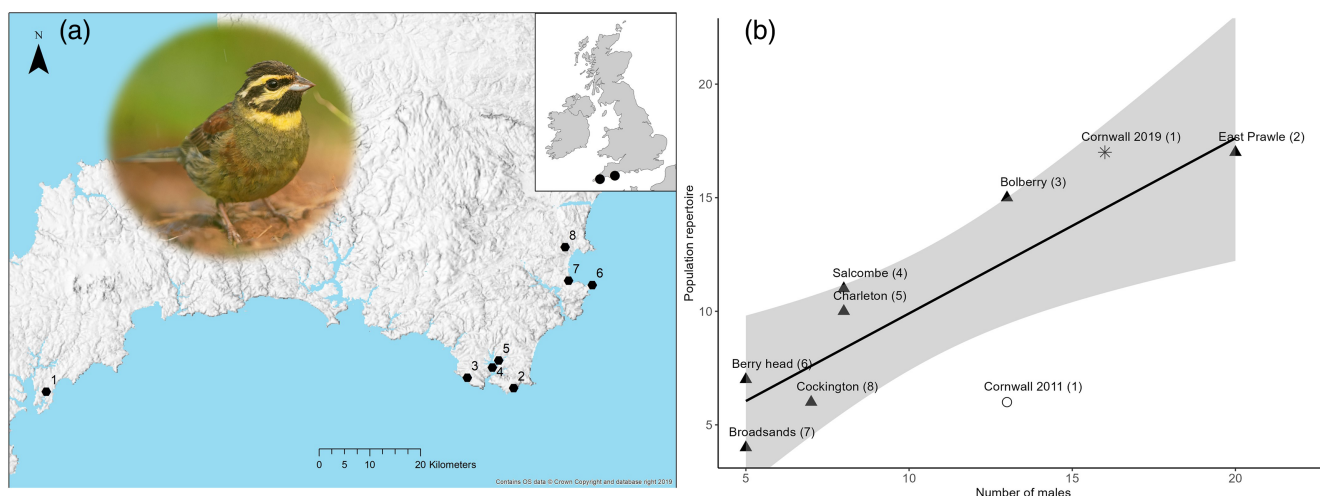 (a)
N
1
2
3
4
5
6
7
8
0 5 10 20 Kilometers
Contains OS data © Crown Copyright and database right 2019
(b)
Population repertoire
20
15
10
5
Cornwall 2019 (1)
East Prawle (2)
Bolberry (3)
Salcombe (4)
Charleton (5)
Berry head (6)
Cockington (8)
Cornwall 2011 (1)
Broadsands (7)
5 10 15 20
Number of males